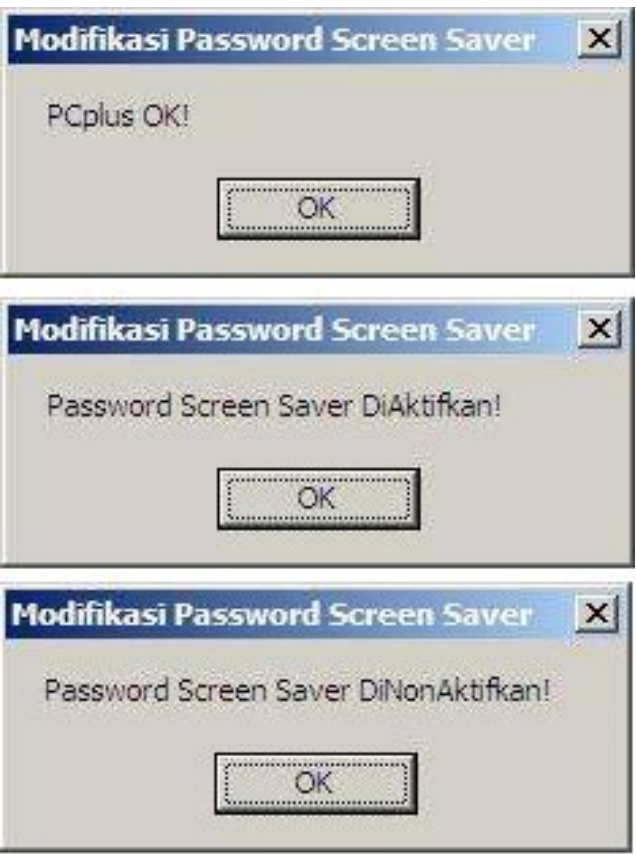 Modifikasi Password Screen Saver
PCplus OK!
OK
Modifikasi Password Screen Saver
Password Screen Saver DiAktifkan!
OK
Modifikasi Password Screen Saver
Password Screen Saver DiNonAktifkan!
OK